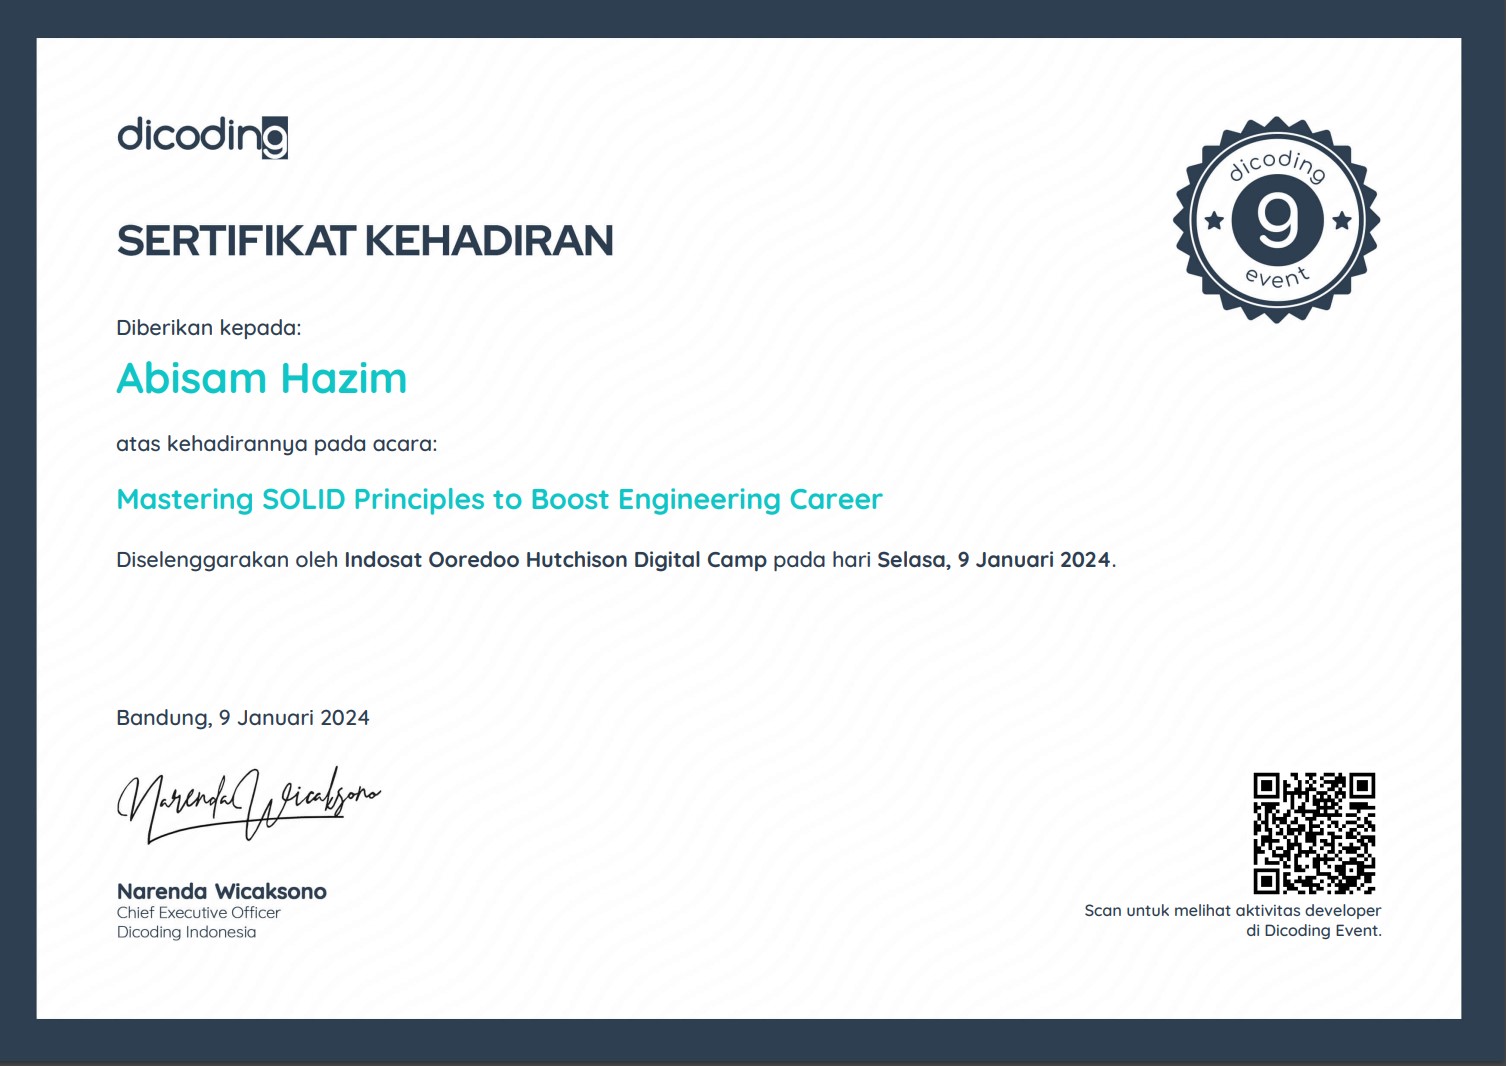 dicoding
dicoding
9
event
SERTIFIKAT KEHADIRAN
Diberikan kepada:
Abisam Hazim
atas kehadirannya pada acara:
Mastering SOLID Principles to Boost Engineering Career
Diselenggarakan oleh Indosat Ooredoo Hutchison Digital Camp pada hari Selasa, 9 Januari 2024.
Bandung, 9 Januari 2024
Narenda Wicaksono
Narenda Wicaksono
Chief Executive Officer
Dicoding Indonesia
Scan untuk melihat aktivitas developer
di Dicoding Event.